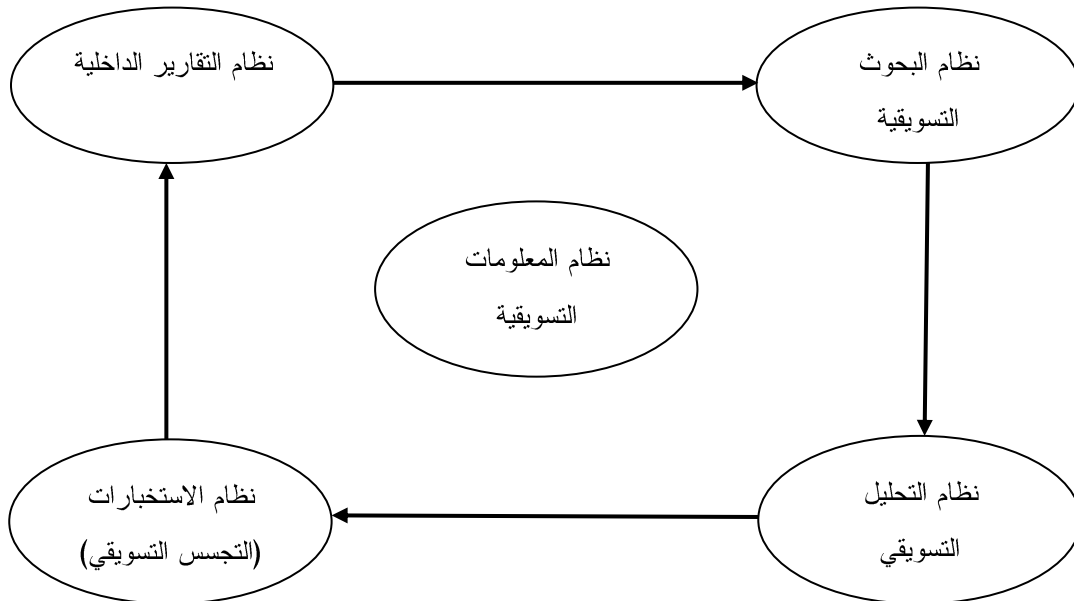 نظام التقارير الداخلية
نظام البحوث
التسويقية
نظام المعلومات
التسويقية
نظام الاستخبارات
(التجسس التسويقي)
نظام التحليل
التسويقي